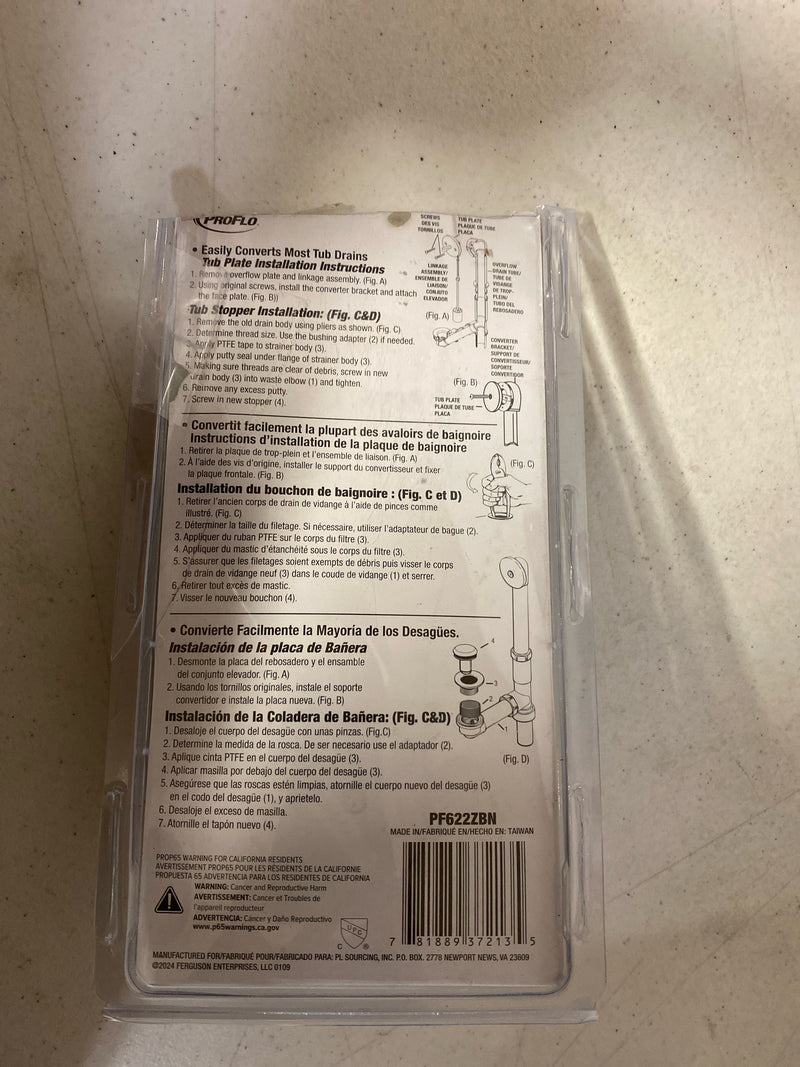 PROFLO
• Easily Converts Most Tub Drains
Tub Plate Installation Instructions
1. Remove overflow plate and linkage assembly. (Fig. A)
2. Using original screws, install the converter bracket and attach
the face plate. (Fig. B))
Tub Stopper Installation: (Fig. C&D)
1. Remove the old drain body using pliers as shown. (Fig. C)
2. Determine thread size. Use the bushing adapter (2) if needed.
3. Apply PTFE tape to strainer body (3).
4. Apply putty seal under flange of strainer body (3).
5. Making sure threads are clear of debris, screw in new
drain body (3) into waste elbow (1) and tighten.
6. Remove any excess putty.
7. Screw in new stopper (4).
SCREWS
DES VIS
TORNILLOS
TUB PLATE
PLAQUE DE TUBE
PLACA
LINKAGE
ASSEMBLY/
ENSEMBLE DE
LIAISON/
CONJUTO
ELEVADOR
OVERFLOW
DRAIN TUBE/
TUBE DE
VIDANGE
DE TROP-
PLEIN/
TUBO DEL
REBOSADERO
(Fig. A)
CONVERTER
BRACKET/
SUPPORT DE
CONVERTISSEUR/
SOPORTE
CONVERTIDOR
(Fig. B)
TUB PLATE
PLAQUE DE TUBE
PLACA
• Convertit facilement la plupart des avaloirs de baignoire
Instructions d'installation de la plaque de baignoire
1. Retirer la plaque de trop-plein et l'ensemble de liaison. (Fig. A)
2. À l'aide des vis d'origine, installer le support du convertisseur et fixer
la plaque frontale. (Fig. B)
(Fig. C)
Installation du bouchon de baignoire : (Fig. C et D)
1. Retirer l'ancien corps de drain de vidange à l'aide de pinces comme
illustré. (Fig. C)
2. Déterminer la taille du filetage. Si nécessaire, utiliser l'adaptateur de bague (2).
3. Appliquer du ruban PTFE sur le corps du filtre (3).
4. Appliquer du mastic d'étanchéité sous le corps du filtre (3).
5. S'assurer que les filetages soient exempts de débris puis visser le corps
de drain de vidange neuf (3) dans le coude de vidange (1) et serrer.
6. Retirer tout excès de mastic.
7. Visser le nouveau bouchon (4).
• Convierte Facilmente la Mayoría de los Desagües.
Instalación de la placa de Bañera
1. Desmonte la placa del rebosadero y el ensamble
del conjunto elevador. (Fig. A)
2. Usando los tornillos originales, instale el soporte
convertidor e instale la placa nueva. (Fig. B)
Instalación de la Coladera de Bañera: (Fig. C&D)
1. Desaloje el cuerpo del desagüe con unas pinzas. (Fig.C)
2. Determine la medida de la rosca. De ser necesario use el adaptador (2).
3. Aplique cinta PTFE en el cuerpo del desagüe (3).
4. Aplicar masilla por debajo del cuerpo del desagüe (3).
5. Asegúrese que las roscas estén limpias, atornille el cuerpo nuevo del desagüe (3)
en el codo del desagüe (1), y aprietelo.
6. Desaloje el exceso de masilla.
7. Atornille el tapón nuevo (4).
4
3
2
1
(Fig. D)
PF622ZBN
MADE IN/FABRIQUÉ EN/HECHO EN: TAIWAN
PROP65 WARNING FOR CALIFORNIA RESIDENTS
AVERTISSEMENT PROP65 POUR LES RÉSIDENTS DE LA CALIFORNIE
PROPUESTA 65 ADVERTENCIA PARA LOS RESIDENTES DE CALIFORNIA
WARNING: Cancer and Reproductive Harm
AVERTISSEMENT: Cancer et Troubles de
l'appareil reproducteur
ADVERTENCIA: Cáncer y Daño Reproductivo
www.p65warnings.ca.gov
UPC
C ®
7 81889 37213 5
MANUFACTURED FOR/FABRIQUÉ POUR/FABRICADO PARA: PL SOURCING, INC. P.O. BOX. 2778 NEWPORT NEWS, VA 23609
©2024 FERGUSON ENTERPRISES, LLC 0109